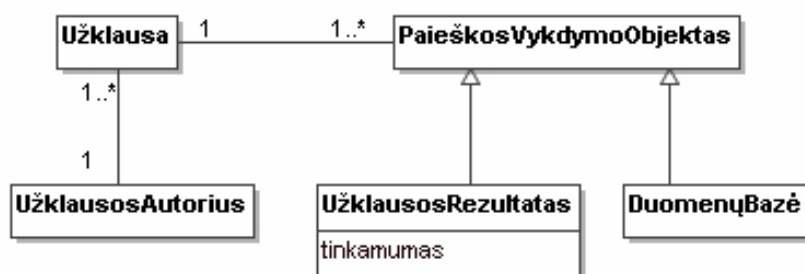 Užklausa
1
1..*
PaieškosVykdymoObjektas
1..*
1
UžklausosAutorius
UžklausosRezultatas
tinkamumas
DuomenųBazė